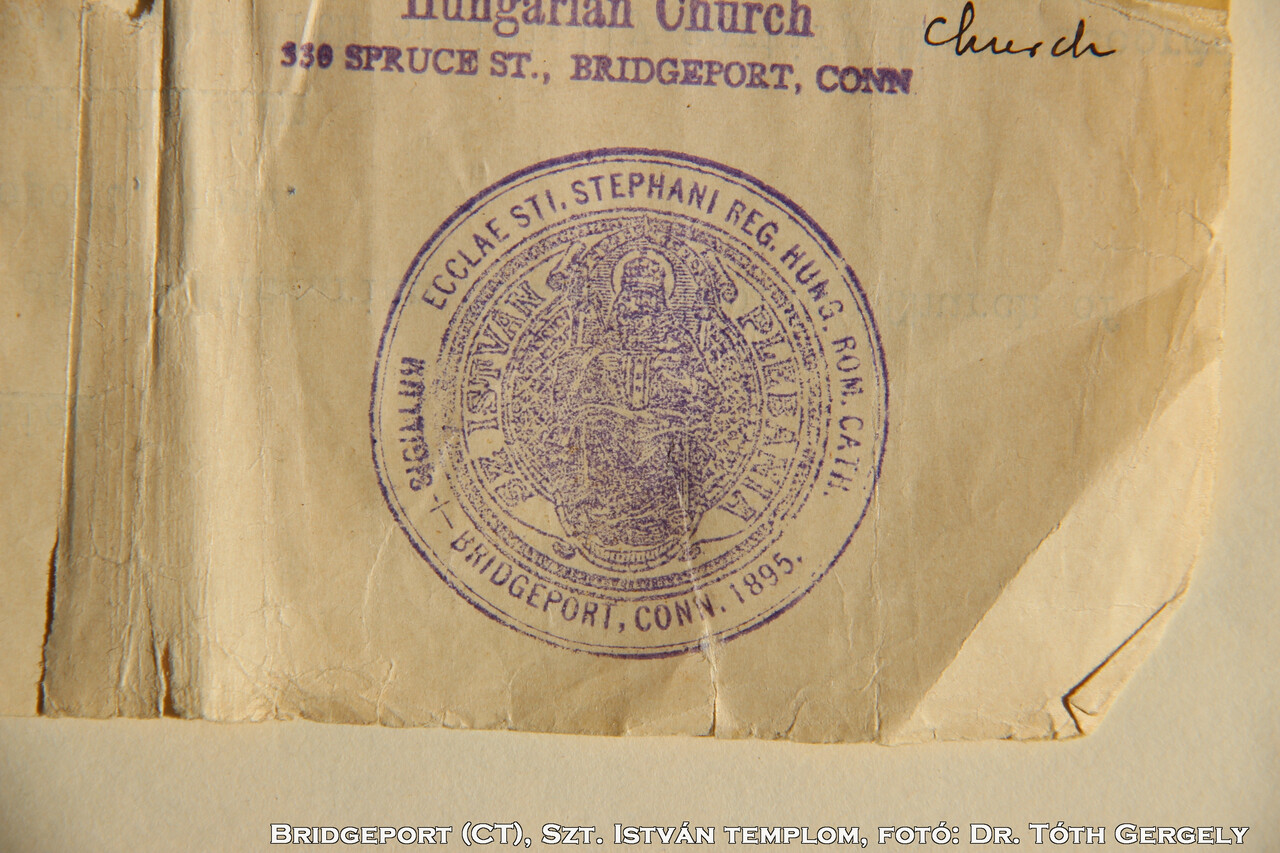 Hungarian Church
330 SPRUCE ST., BRIDGEPORT, CONN
church
SIGILLUM ECCLAE STI. STEPHANI REG. HUNG. ROM. CATH.
BRIDGEPORT, CONN. 1895.
SZ ISTVÁN PLEBANIA
BRIDGEPORT (CT), SZT. ISTVÁN TEMPLOM, FOTÓ: DR. TÓTH GERGELY